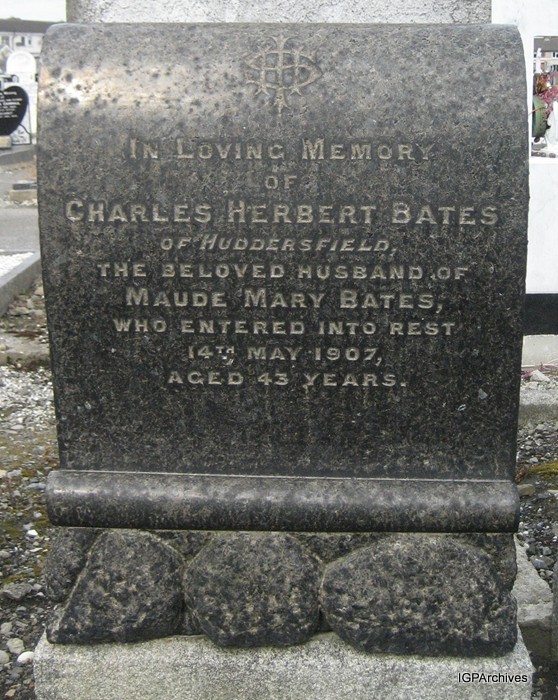 IHS
IN LOVING MEMORY
OF
CHARLES HERBERT BATES
OF HUDDERSFIELD,
THE BELOVED HUSBAND OF
MAUDE MARY BATES,
WHO ENTERED INTO REST
14TH MAY 1907,
AGED 43 YEARS.
IGPArchives